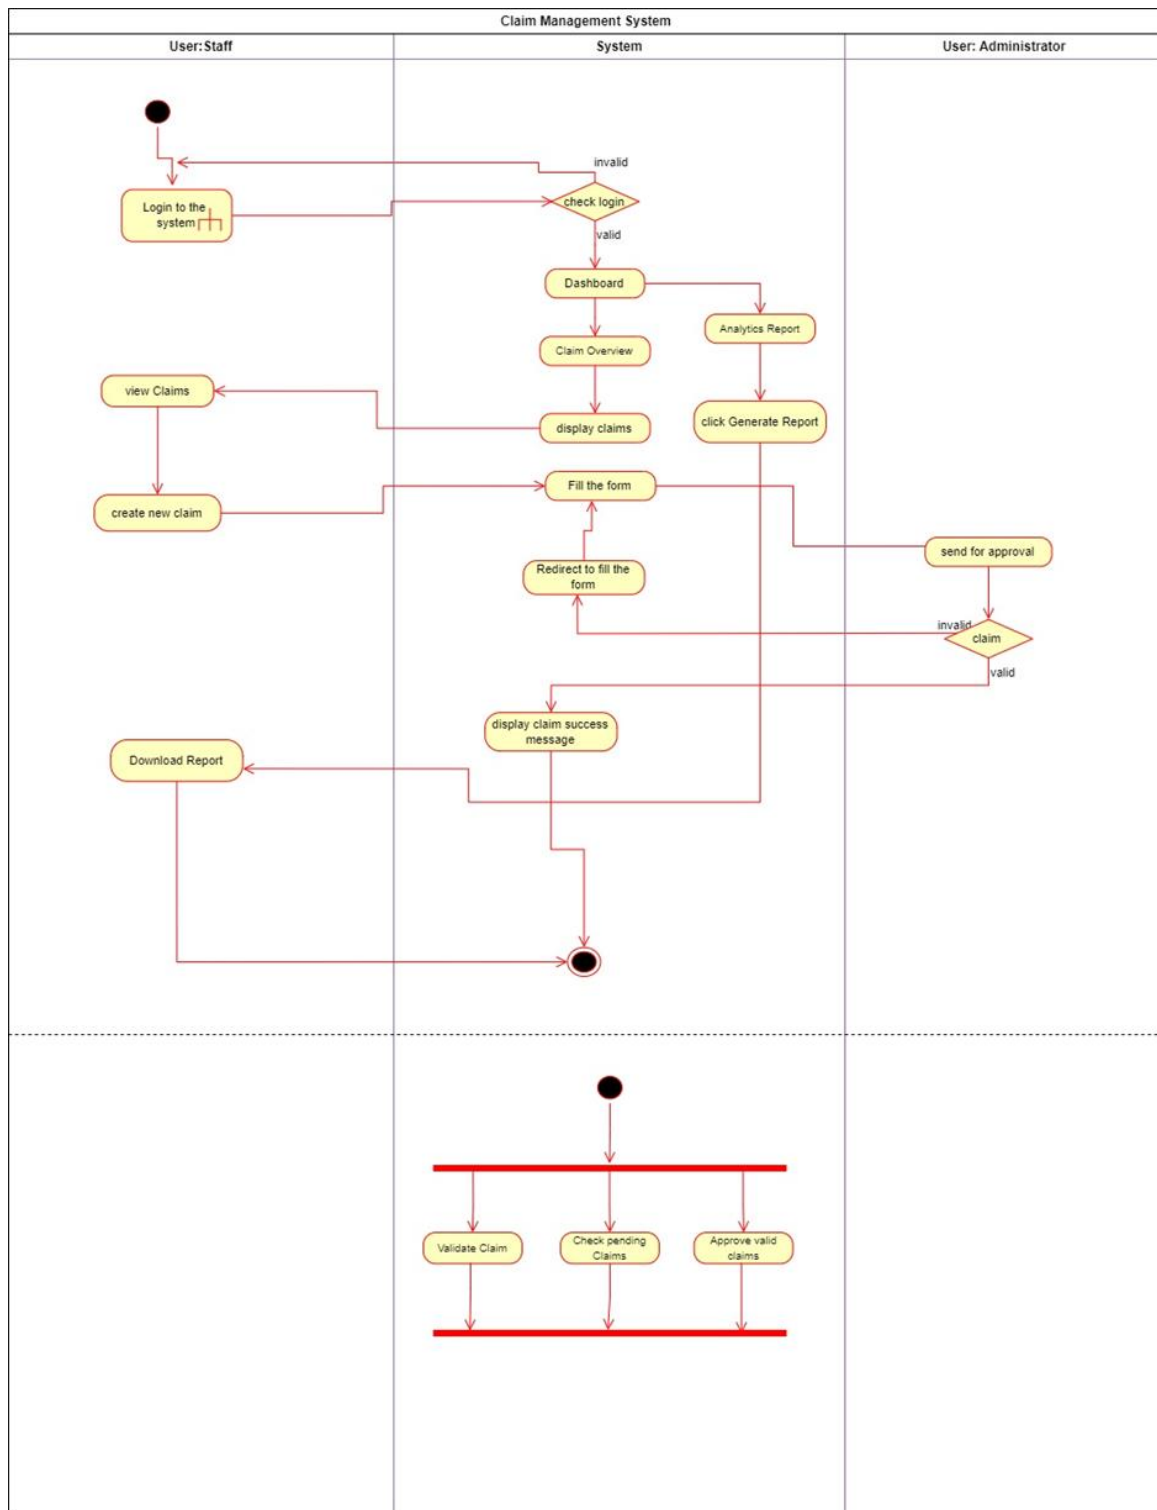 Claim Management System
User:Staff
System
User: Administrator
invalid
Login to the
system
check login
valid
Dashboard
Analytics Report
Claim Overview
view Claims
display claims
click Generate Report
Fill the form
create new claim
send for approval
Redirect to fill the
form
invalid
claim
valid
display claim success
message
Download Report
Validate Claim
Check pending
Claims
Approve valid
claims